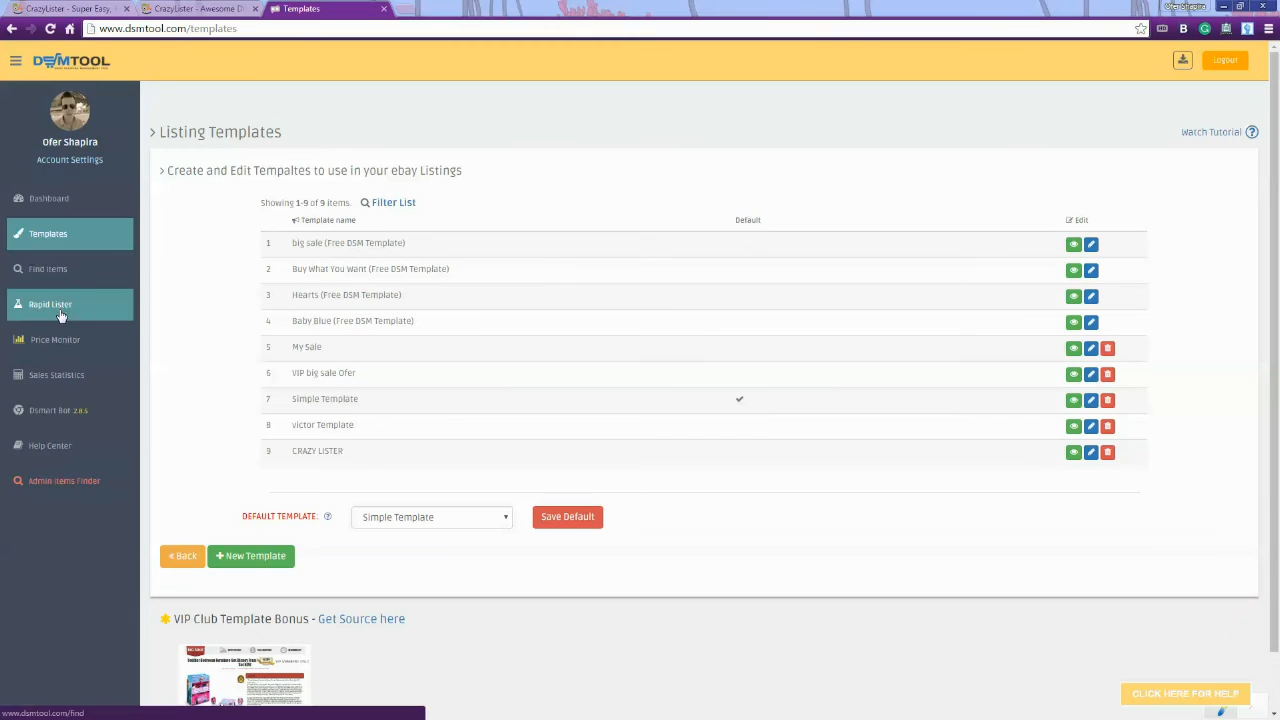 CrazyLister - Super Easy,
CrazyLister - Awesome D
Templates
Ofer Shapira
www.dsmtool.com/templates
DSMTOOL
Logout
Ofer Shapira
Account Settings
Dashboard
Templates
Find Items
Rapid Lister
Price Monitor
Sales Statistics
Dsmart Bot 2.8.5
Help Center
Admin Items Finder
> Listing Templates
Watch Tutorial
> Create and Edit Tempaltes to use in your ebay Listings
Showing 1-9 of 9 items. Filter List
Template name Default Edit
1 big sale (Free DSM Template)
2 Buy What You Want (Free DSM Template)
3 Hearts (Free DSM Template)
4 Baby Blue (Free DSM Template)
5 My Sale
6 VIP big sale Ofer
7 Simple Template
8 victor Template
9 CRAZY LISTER
DEFAULT TEMPLATE: Simple Template Save Default
« Back + New Template
VIP Club Template Bonus - Get Source here
CLICK HERE FOR HELP
www.dsmtool.com/find